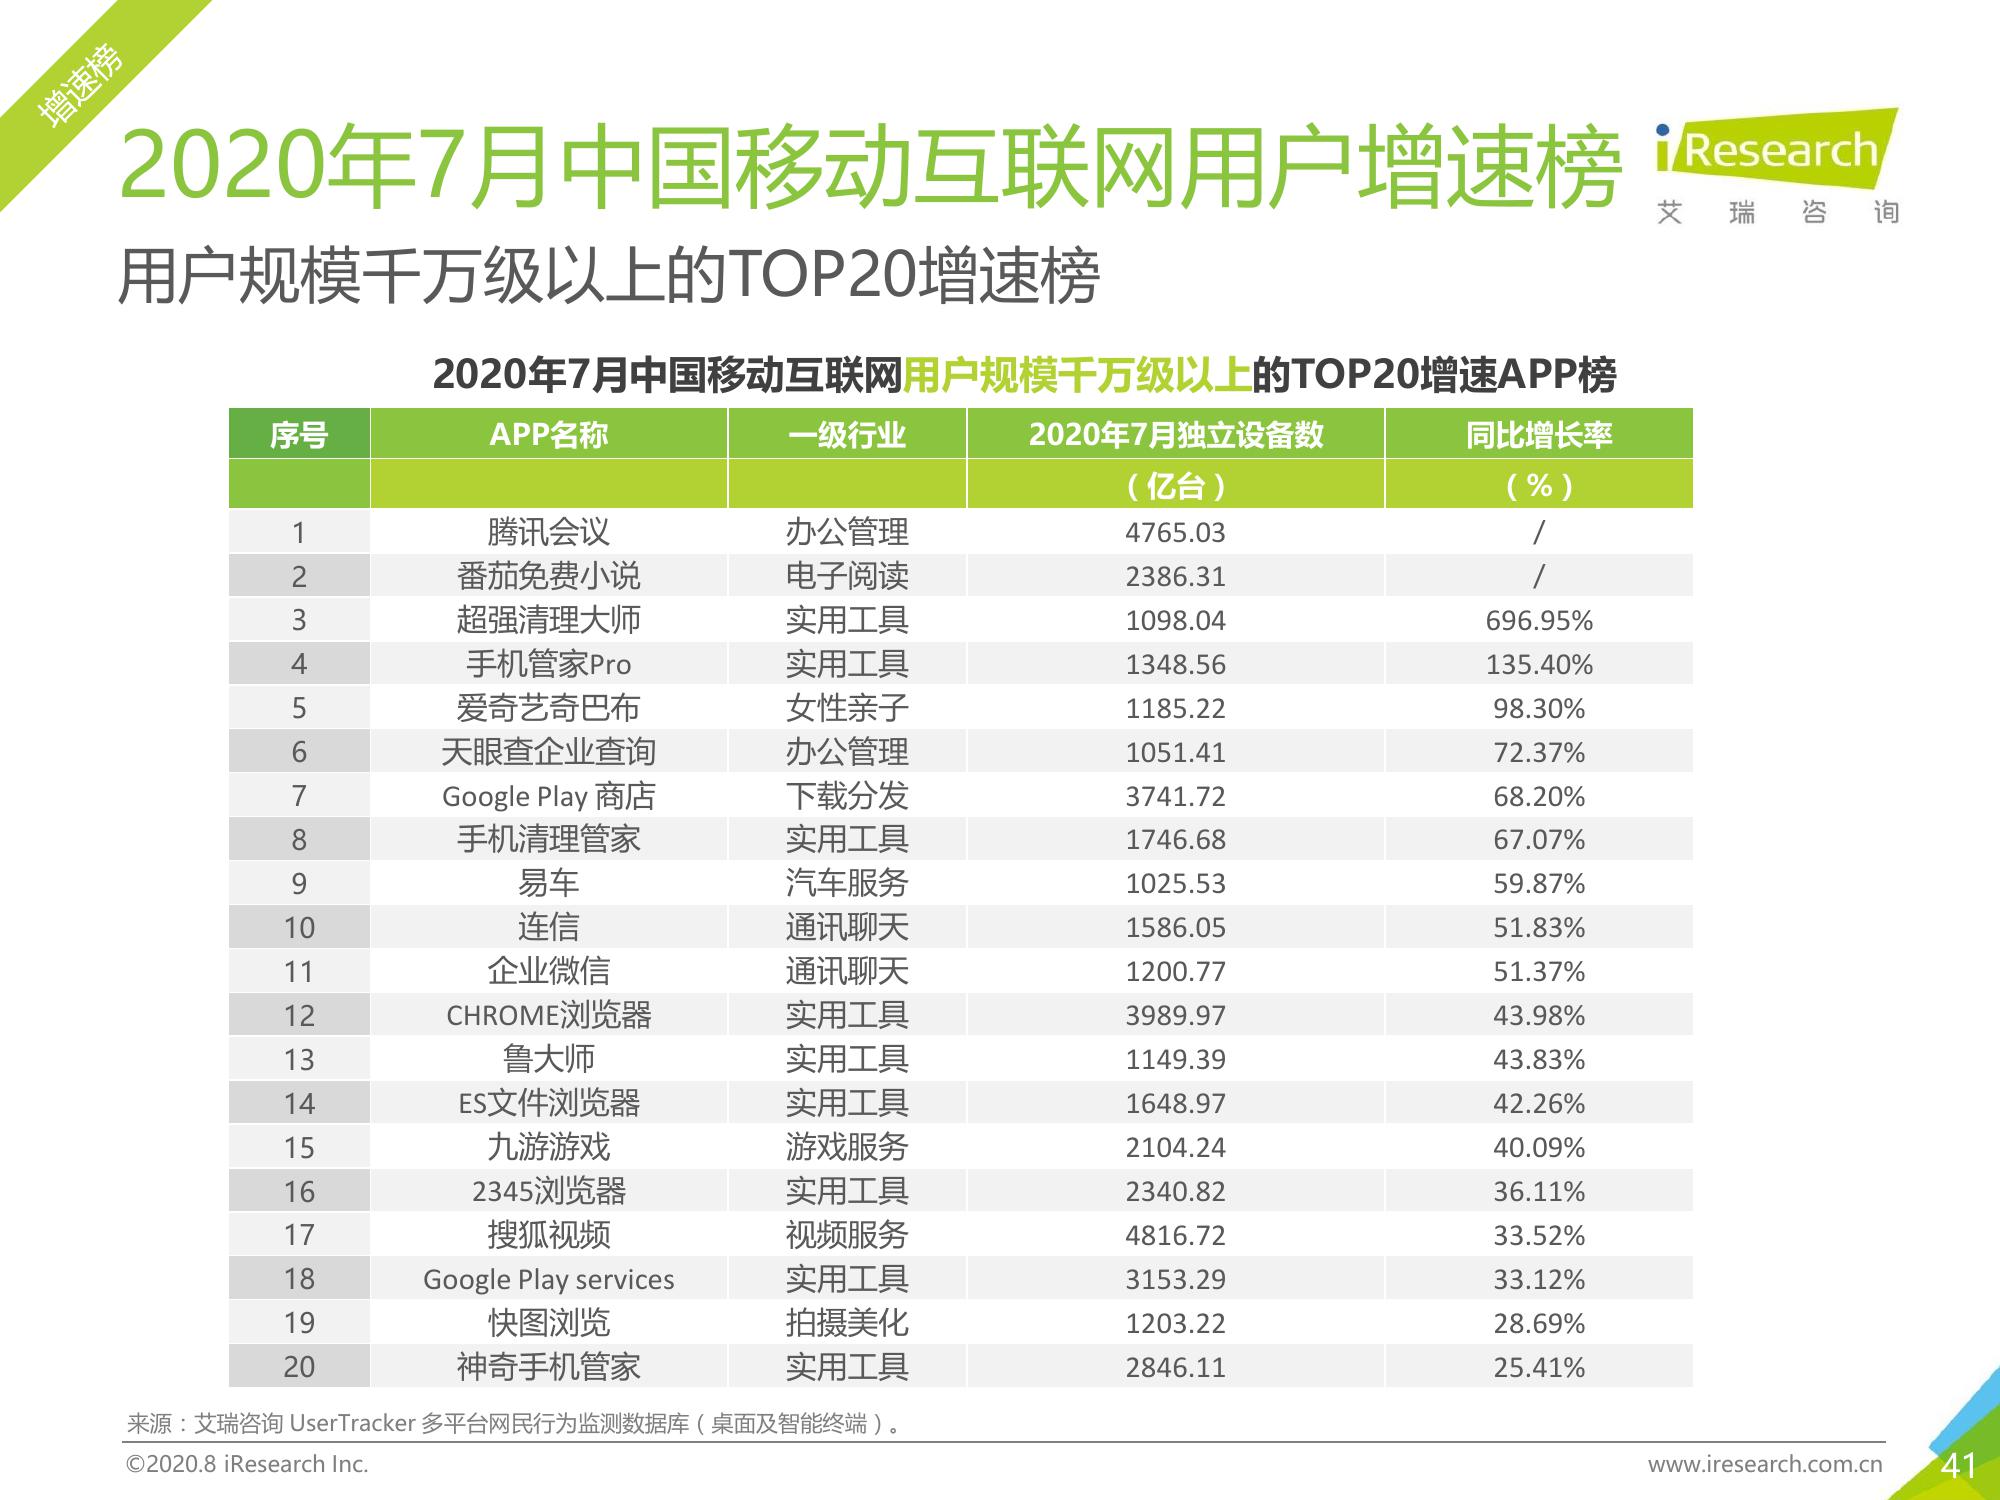 增速榜
2020年7月中国移动互联网用户增速榜
iResearch
艾瑞咨询
用户规模千万级以上的TOP20增速榜
2020年7月中国移动互联网用户规模千万级以上的TOP20增速APP榜
序号 APP名称 一级行业 2020年7月独立设备数 同比增长率
（亿台） （%）
1 腾讯会议 办公管理 4765.03 /
2 番茄免费小说 电子阅读 2386.31 /
3 超强清理大师 实用工具 1098.04 696.95%
4 手机管家Pro 实用工具 1348.56 135.40%
5 爱奇艺奇巴布 女性亲子 1185.22 98.30%
6 天眼查企业查询 办公管理 1051.41 72.37%
7 Google Play 商店 下载分发 3741.72 68.20%
8 手机清理管家 实用工具 1746.68 67.07%
9 易车 汽车服务 1025.53 59.87%
10 连信 通讯聊天 1586.05 51.83%
11 企业微信 通讯聊天 1200.77 51.37%
12 CHROME浏览器 实用工具 3989.97 43.98%
13 鲁大师 实用工具 1149.39 43.83%
14 ES文件浏览器 实用工具 1648.97 42.26%
15 九游游戏 游戏服务 2104.24 40.09%
16 2345浏览器 实用工具 2340.82 36.11%
17 搜狐视频 视频服务 4816.72 33.52%
18 Google Play services 实用工具 3153.29 33.12%
19 快图浏览 拍摄美化 1203.22 28.69%
20 神奇手机管家 实用工具 2846.11 25.41%
来源：艾瑞咨询 UserTracker 多平台网民行为监测数据库（桌面及智能终端）。
©2020.8 iResearch Inc. www.iresearch.com.cn 41